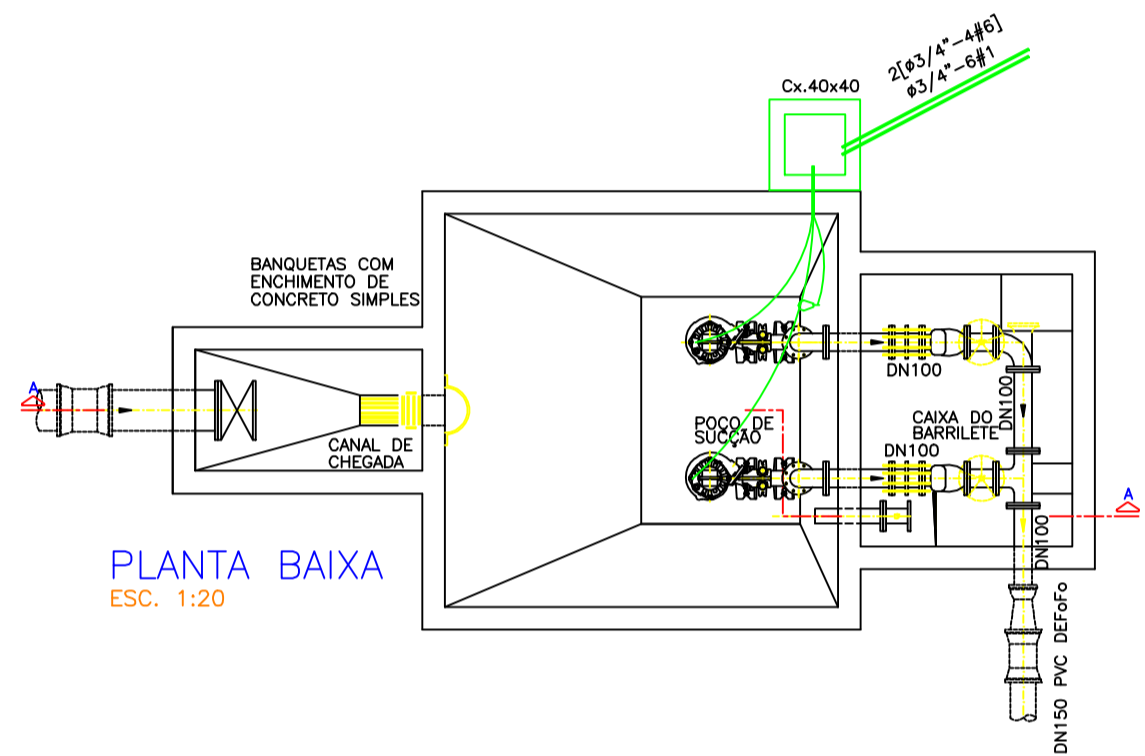 2[ø3/4"-4#6]
ø3/4"-6#1
Cx.40x40
BANQUETAS COM
ENCHIMENTO DE
CONCRETO SIMPLES
A
CANAL DE
CHEGADA
POÇO DE
SUCÇÃO
DN100
DN100
CAIXA DO
BARRILETE
DN100
A
DN100
DN150 PVC DEFoFo
PLANTA BAIXA
ESC. 1:20